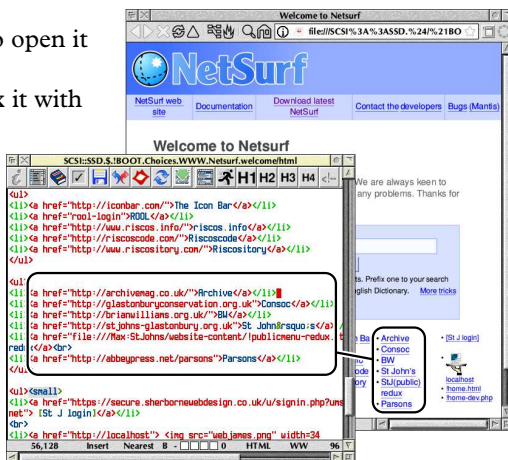 o open it
it with
Welcome to Netsurf
file:///SCSI%3A%3ASSD.%24/%21BO
NetSurf
NetSurf web site
Documentation
Download latest NetSurf
Contact the developers
Bugs (Mantis)
Welcome to Netsurf
We are always keen to
any problems. Thanks for
ts. Prefix one to your search
glish Dictionary. More tricks
SCSI::SSD.$.!BOOT.Choices.WWW.Netsurf.welcome/html
H1 H2 H3 H4 <!--
<ul>
<li><a href="http://iconbar.com/">The Icon Bar</a></li>
<li><a href="rool-login">ROOL</a></li>
<li><a href="http://www.riscos.info/">riscos.info</a></li>
<li><a href="http://riscoscode.com/">Riscoscode</a></li>
<li><a href="http://www.riscository.com/">Riscository</a></li>
</ul>
<ul>
<li><a href="http://archivemag.co.uk/">Archive</a></li>
<li><a href="http://glastonburyconservation.org.uk">Consoc</a></li>
<li><a href="http://brianwilliams.org.uk/">BW</a></li>
<li><a href="http://stjohns-glastonbury.org.uk">St John&rsquo;s</a>
<li><a href="file:///Max:StJohns/website-content/!publicmenu-redux.
redux</a><br>
<li><a href="http://abbeypress.net/parsons">Parsons</a></li>
</ul>
<ul><small>
<li><a href="https://secure.sherbornewebdesign.co.uk/u/signin.php?ums
net"> [St J login]</a></li>
<br>
<li><a href="http://localhost"> <img src="webjames.png" width=34
56,128 Insert Nearest B - 0 HTML WW 96
Ba
fo
ode
ory
• Archive
• Consoc
• BW
• St John's
• StJ(public) redux
• Parsons
• [St J login]
•
localhost
• home.html
• home-dev.php